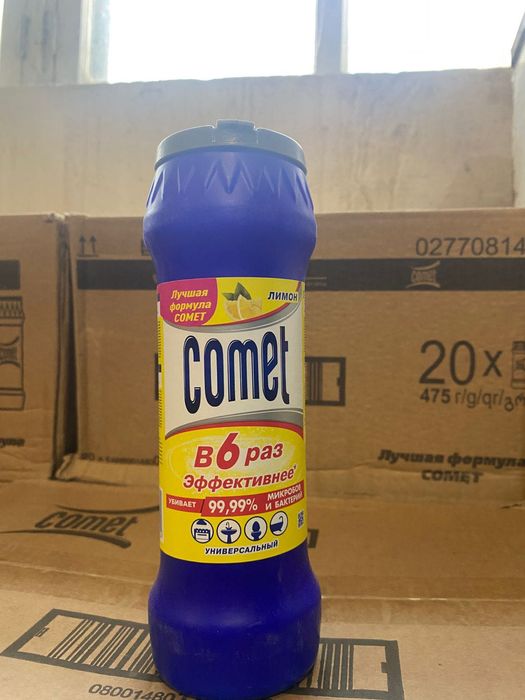 Лучшая
формула
COMET
ЛИМОН
comet
В 6 раз
Эффективнее*
УБИВАЕТ 99,99% МИКРОБОВ
И БАКТЕРИЙ
УНИВЕРСАЛЬНЫЙ
02770814
20 x
475 г/g/qr/
Лучшая формула
COMET
comet